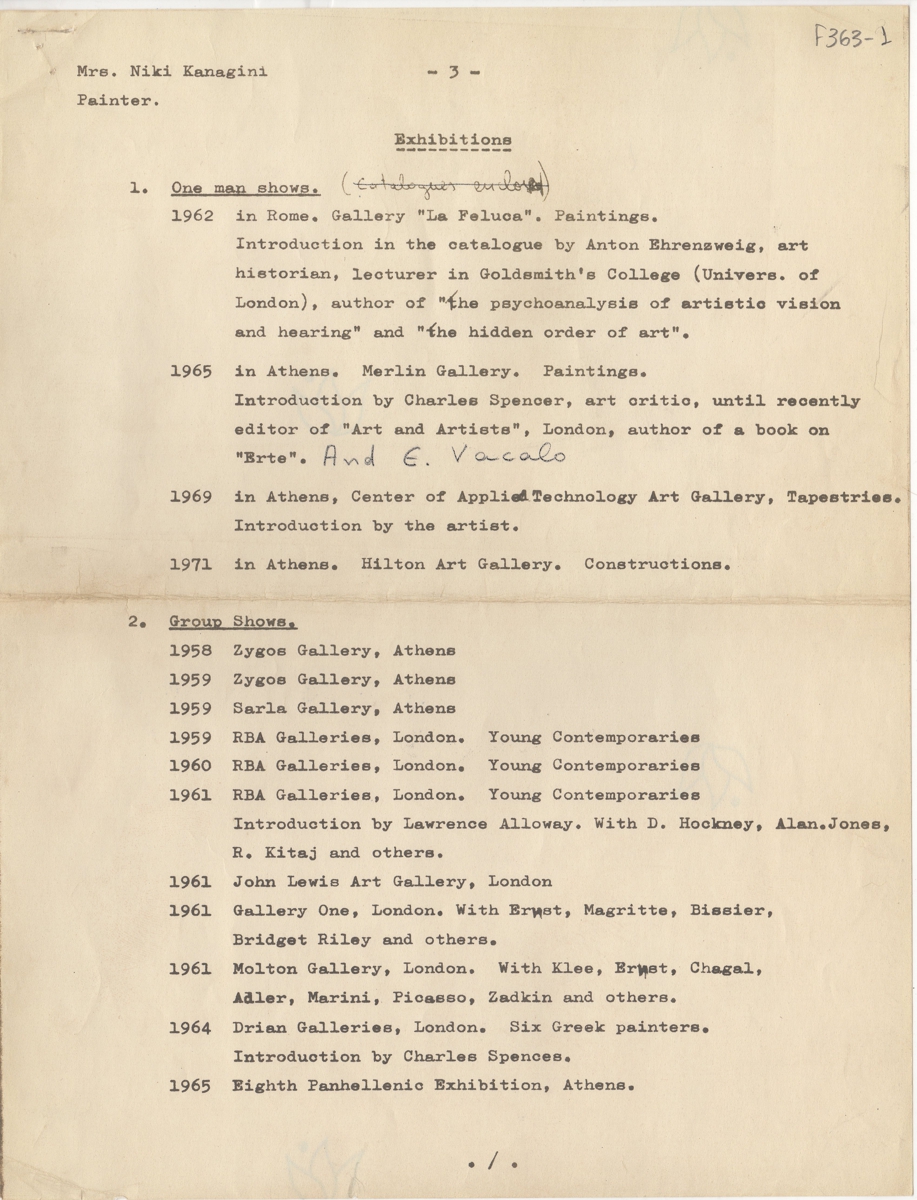 F363-1
Mrs. Niki Kanagini - 3 -
Painter.
Exhibitions
1. One man shows. (catalogues enclosed)
1962 in Rome. Gallery "La Feluca". Paintings.
Introduction in the catalogue by Anton Ehrenzweig, art
historian, lecturer in Goldsmith's College (Univers. of
London), author of "the psychoanalysis of artistic vision
and hearing" and "the hidden order of art".
1965 in Athens. Merlin Gallery. Paintings.
Introduction by Charles Spencer, art critic, until recently
editor of "Art and Artists", London, author of a book on
"Erte". And E. Vacalo
1969 in Athens, Center of Applied Technology Art Gallery, Tapestries.
Introduction by the artist.
1971 in Athens. Hilton Art Gallery. Constructions.
2. Group Shows.
1958 Zygos Gallery, Athens
1959 Zygos Gallery, Athens
1959 Sarla Gallery, Athens
1959 RBA Galleries, London. Young Contemporaries
1960 RBA Galleries, London. Young Contemporaries
1961 RBA Galleries, London. Young Contemporaries
Introduction by Lawrence Alloway. With D. Hockney, Alan.Jones,
R. Kitaj and others.
1961 John Lewis Art Gallery, London
1961 Gallery One, London. With Ernst, Magritte, Bissier,
Bridget Riley and others.
1961 Molton Gallery, London. With Klee, Ernst, Chagal,
Adler, Marini, Picasso, Zadkin and others.
1964 Drian Galleries, London. Six Greek painters.
Introduction by Charles Spences.
1965 Eighth Panhellenic Exhibition, Athens.
. / .